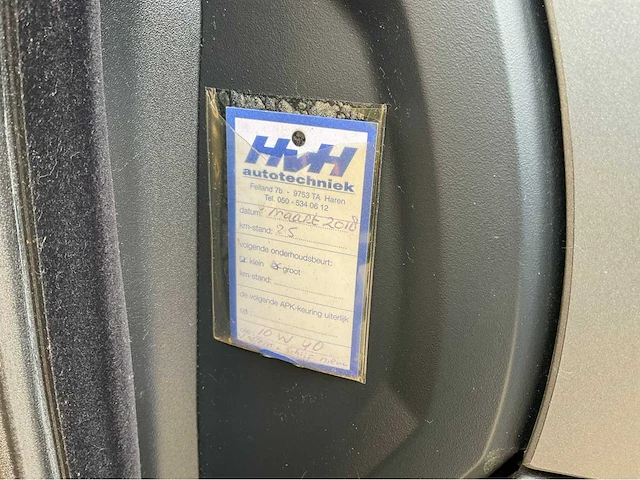 HvH
autotechniek
Felland 7b - 9753 TA Haren
Tel. 050 - 534 06 12
datum: MAART 2018
km-stand: 25
volgende onderhoudsbeurt:
klein groot
km-stand:
de volgende APK-keuring uiterlijk
10 W 40